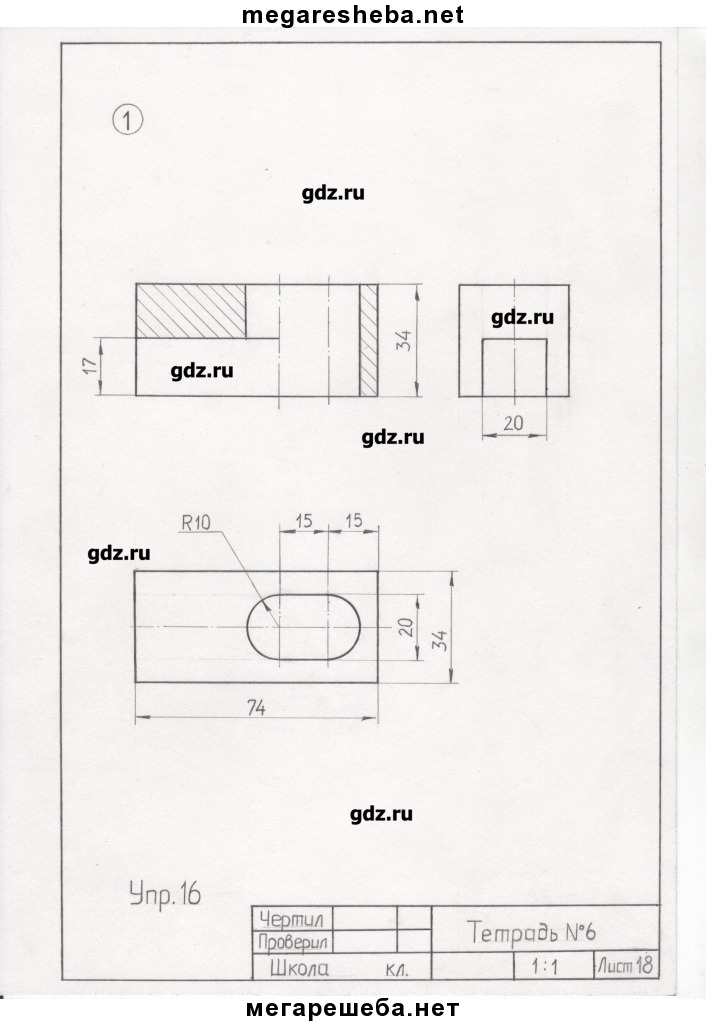 megaresheba.net
1
gdz.ru
gdz.ru
17
gdz.ru
34
gdz.ru
20
R10
15
15
gdz.ru
20
34
74
gdz.ru
Упр.16
Чертил
Тетрадь №6
Проверил
Школа кл.
1:1
Лист 18
мегарешеба.нет